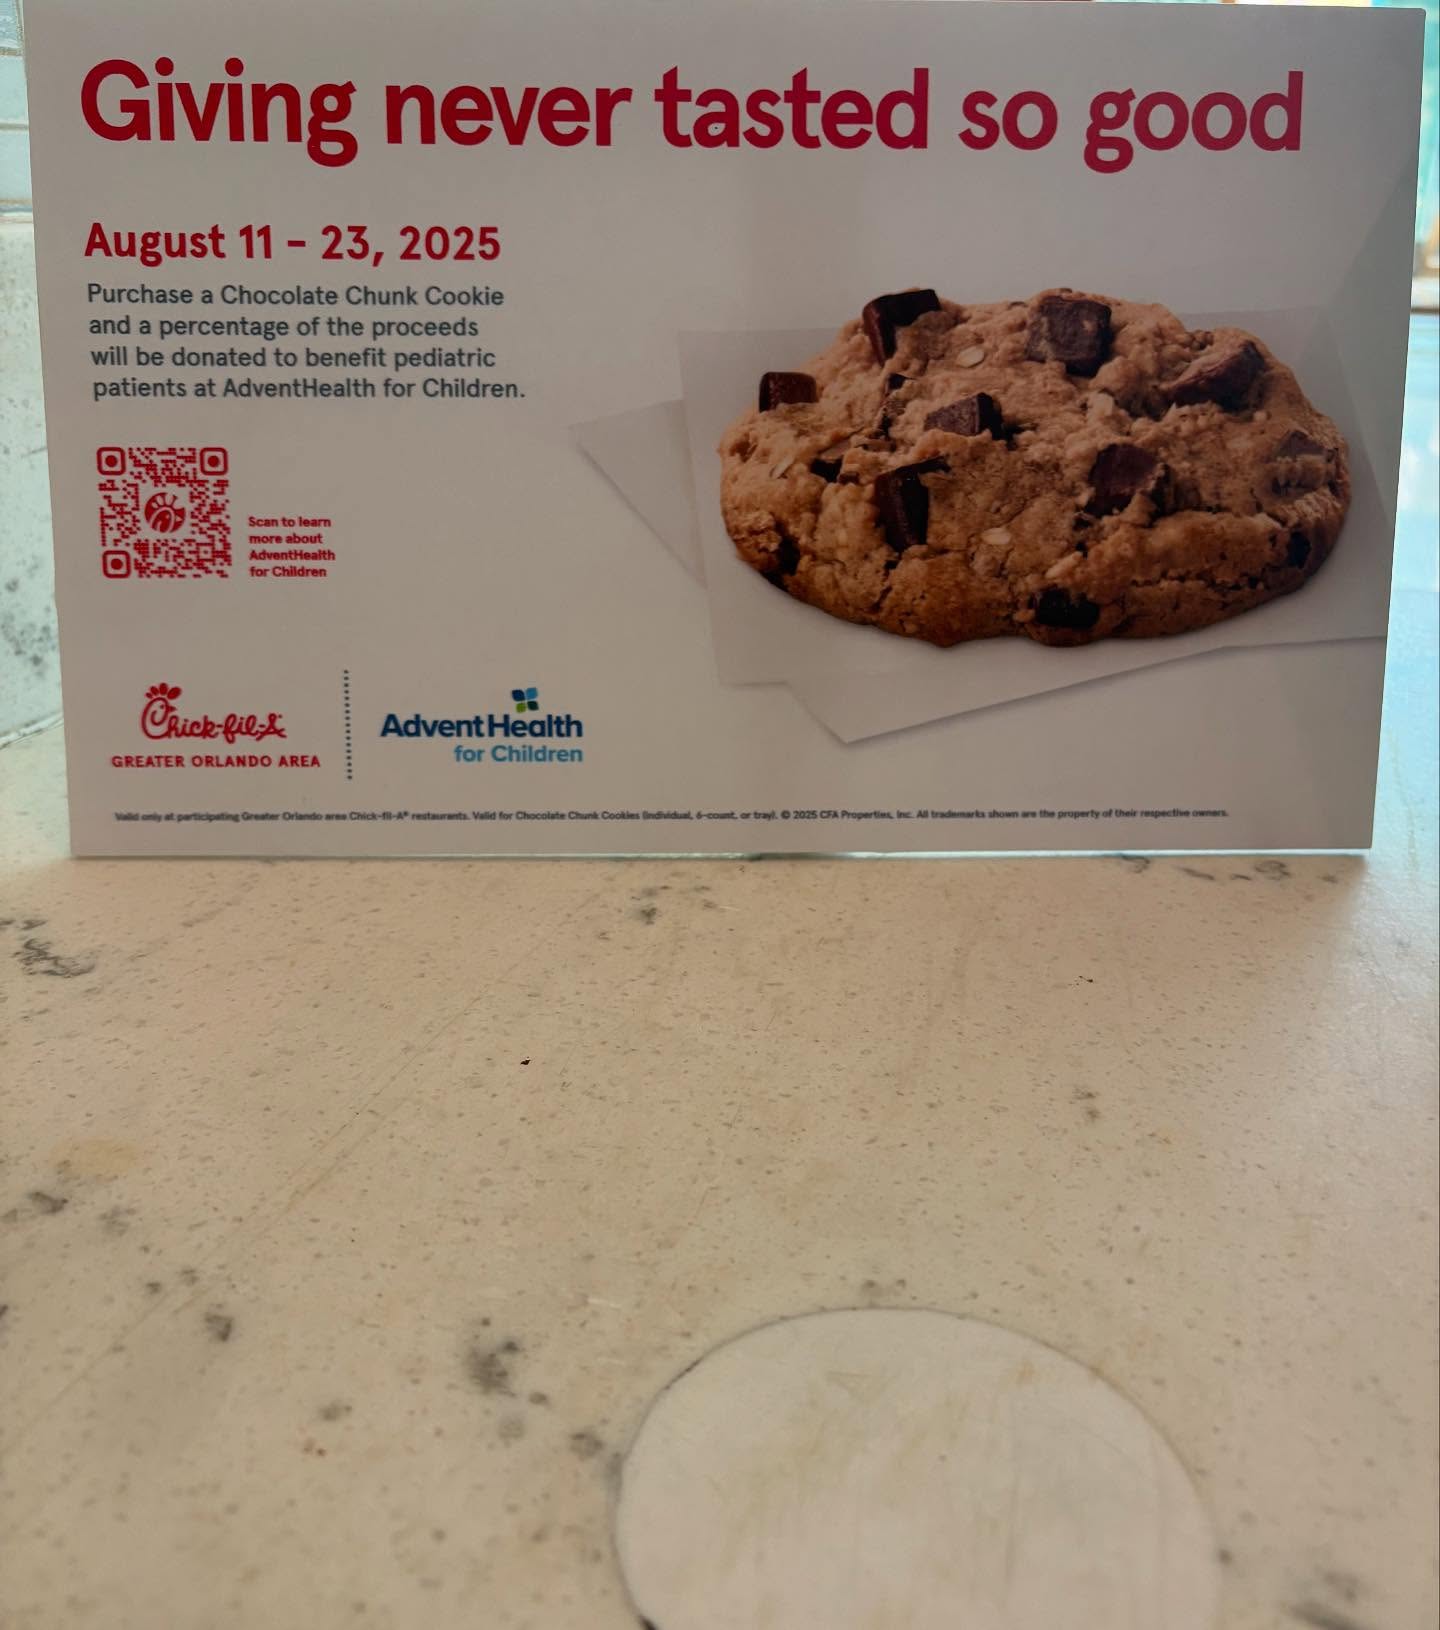 Giving never tasted so good
August 11 – 23, 2025
Purchase a Chocolate Chunk Cookie
and a percentage of the proceeds
will be donated to benefit pediatric
patients at AdventHealth for Children.
Scan to learn
more about
AdventHealth
for Children
Chick-fil-A
GREATER ORLANDO AREA
AdventHealth
for Children
Valid only at participating Greater Orlando area Chick-fil-A® restaurants. Valid for Chocolate Chunk Cookies (individual, 6-count, or tray). © 2025 CFA Properties, Inc. All trademarks shown are the property of their respective owners.